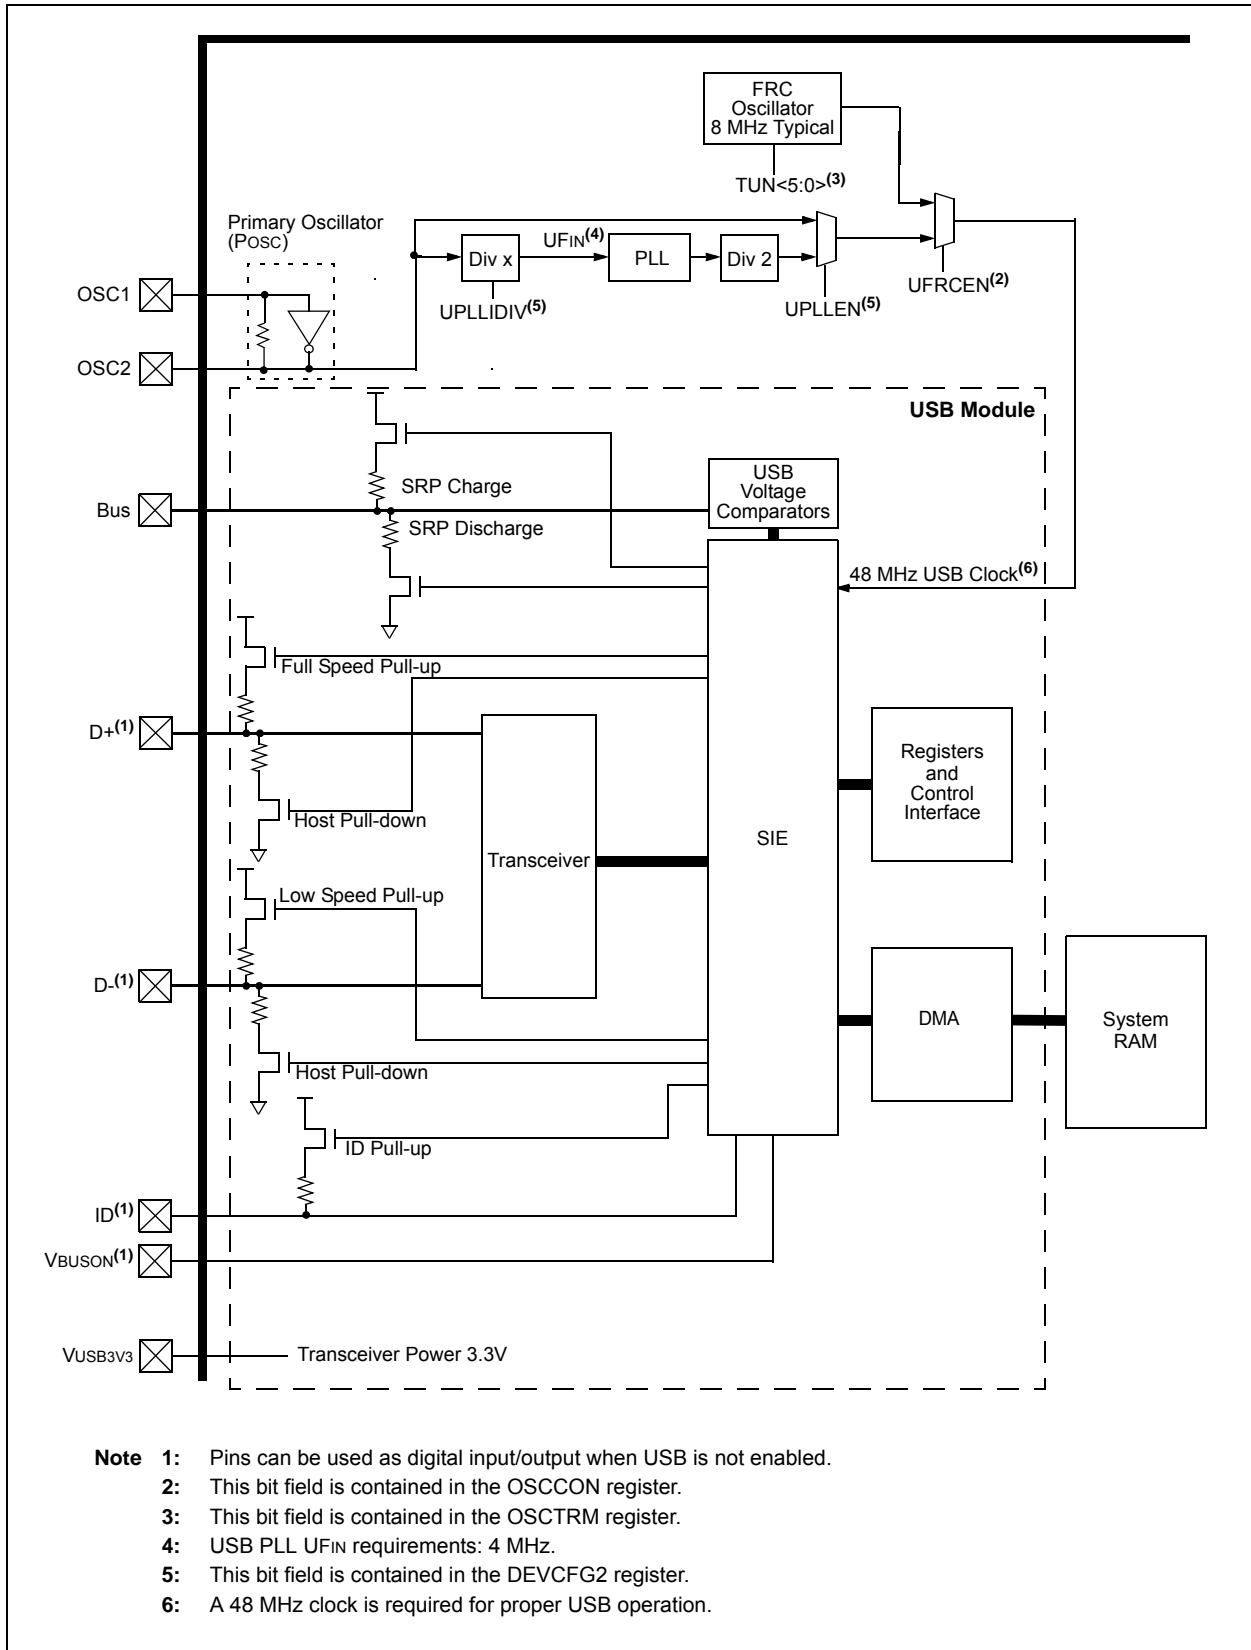 FRC
Oscillator
8 MHz Typical
TUN<5:0>(3)
Primary Oscillator
(POSC)
UFIN(4)
Div x
PLL
Div 2
UPLLIDIV(5)
UPLLEN(5)
UFRCEN(2)
OSC1
OSC2
USB Module
Bus
SRP Charge
SRP Discharge
USB
Voltage
Comparators
48 MHz USB Clock(6)
Full Speed Pull-up
D+(1)
Host Pull-down
Transceiver
SIE
Registers
and
Control
Interface
Low Speed Pull-up
D-(1)
Host Pull-down
DMA
System
RAM
ID Pull-up
ID(1)
VBUSON(1)
VUSB3V3
Transceiver Power 3.3V
Note 1: Pins can be used as digital input/output when USB is not enabled.
2: This bit field is contained in the OSCCON register.
3: This bit field is contained in the OSCTRM register.
4: USB PLL UFIN requirements: 4 MHz.
5: This bit field is contained in the DEVCFG2 register.
6: A 48 MHz clock is required for proper USB operation.